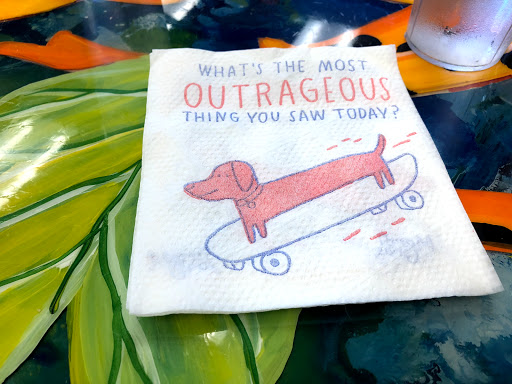 WHAT'S THE MOST
OUTRAGEOUS
THING YOU SAW TODAY?